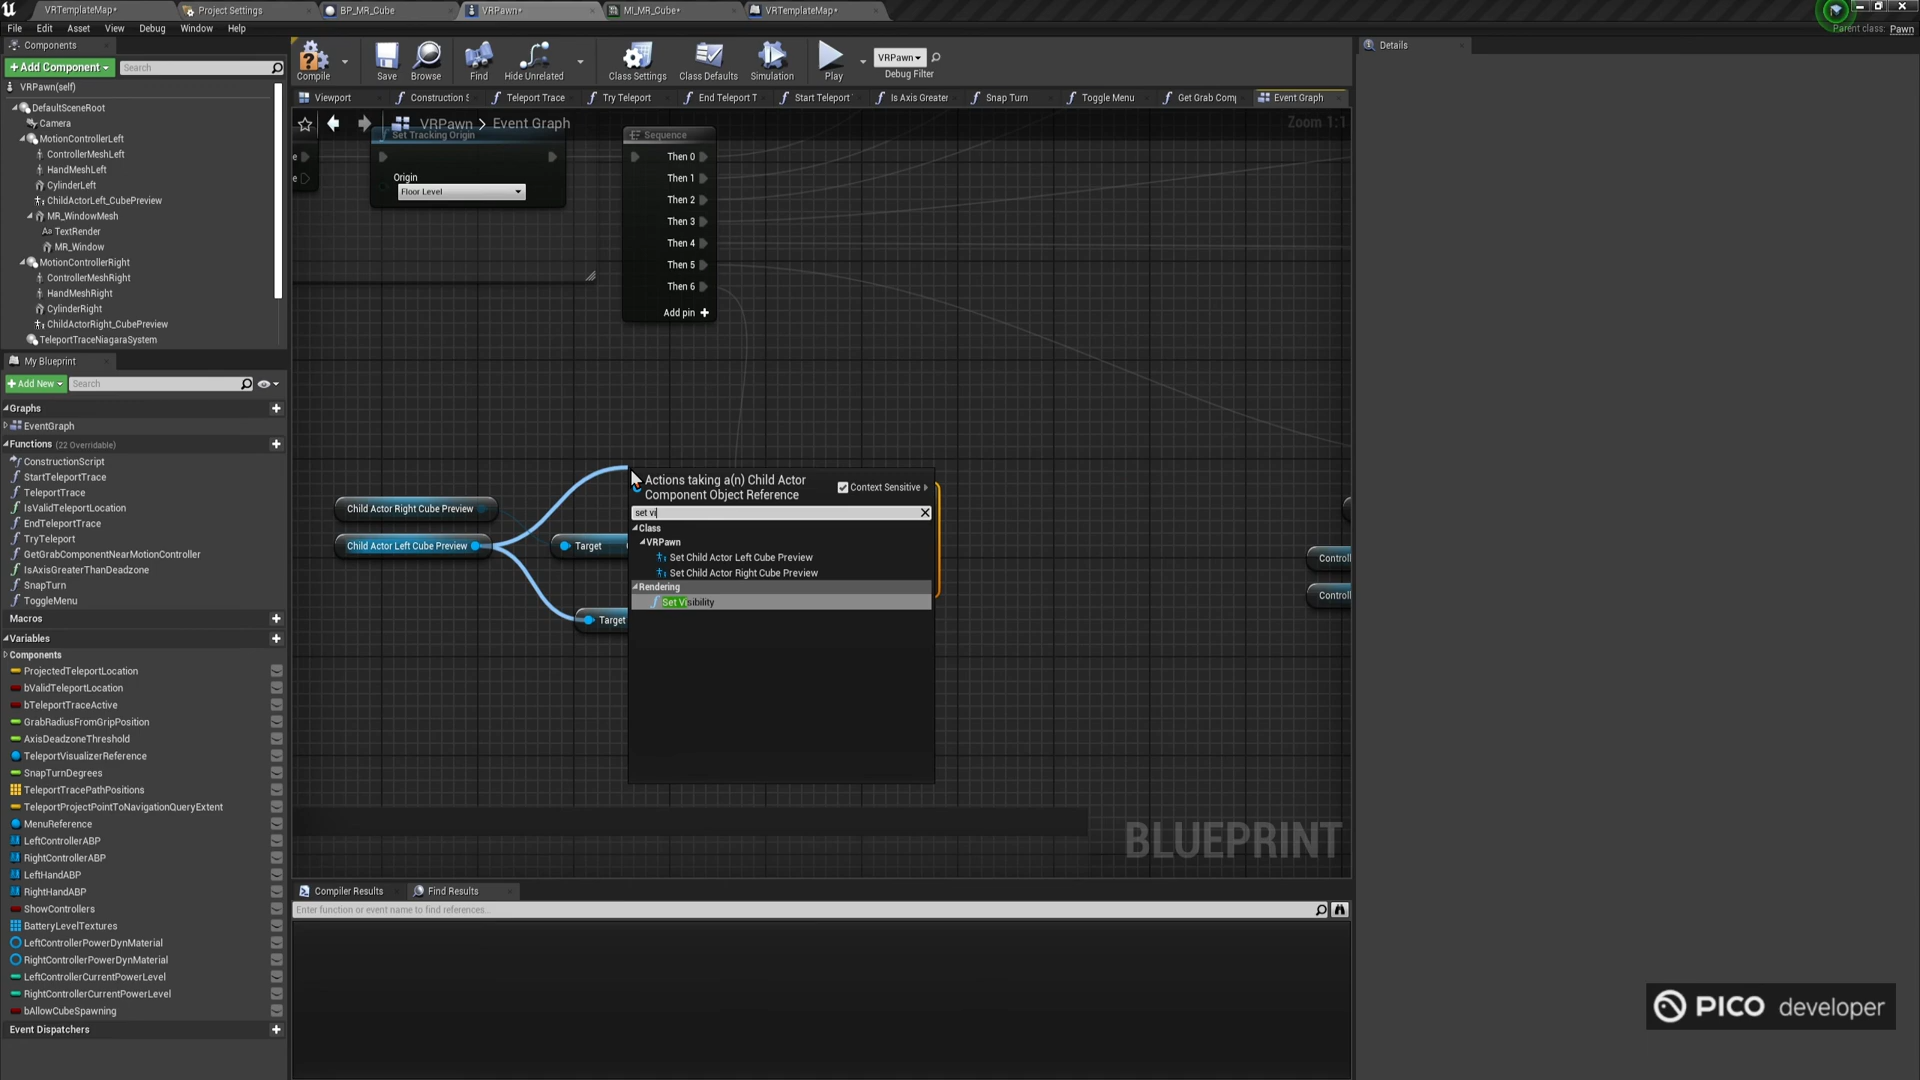 VRTemplateMap*
Project Settings
BP_MR_Cube
VRPawn*
MI_MR_Cube*
VRTemplateMap*
File
Edit
Asset
View
Debug
Window
Help
Parent class: Pawn
Components
+Add Component
Search
VRPawn(self)
DefaultSceneRoot
Camera
MotionControllerLeft
ControllerMeshLeft
HandMeshLeft
CylinderLeft
ChildActorLeft_CubePreview
MR_WindowMesh
TextRender
MR_Window
MotionControllerRight
ControllerMeshRight
HandMeshRight
CylinderRight
ChildActorRight_CubePreview
TeleportTraceNiagaraSystem
My Blueprint
+Add New
Search
Graphs
EventGraph
Functions (22 Overridable)
ConstructionScript
StartTeleportTrace
TeleportTrace
IsValidTeleportLocation
EndTeleportTrace
TryTeleport
GetGrabComponentNearMotionController
IsAxisGreaterThanDeadzone
SnapTurn
ToggleMenu
Macros
Variables
Components
ProjectedTeleportLocation
bValidTeleportLocation
bTeleportTraceActive
GrabRadiusFromGripPosition
AxisDeadzoneThreshold
TeleportVisualizerReference
SnapTurnDegrees
TeleportTracePathPositions
TeleportProjectPointToNavigationQueryExtent
MenuReference
LeftControllerABP
RightControllerABP
LeftHandABP
RightHandABP
ShowControllers
BatteryLevelTextures
LeftControllerPowerDynMaterial
RightControllerPowerDynMaterial
LeftControllerCurrentPowerLevel
RightControllerCurrentPowerLevel
bAllowCubeSpawning
Event Dispatchers
Compile
Save
Browse
Find
Hide Unrelated
Class Settings
Class Defaults
Simulation
Play
VRPawn
Debug Filter
Viewport
Construction S
Teleport Trace
Try Teleport
End Teleport T
Start Teleport
Is Axis Greater
Snap Turn
Toggle Menu
Get Grab Comp
Event Graph
VRPawn > Event Graph
Zoom 1:1
Set Tracking Origin
Origin
Floor Level
Sequence
Then 0
Then 1
Then 2
Then 3
Then 4
Then 5
Then 6
Add pin +
Child Actor Right Cube Preview
Child Actor Left Cube Preview
Target
Target
Actions taking a(n) Child Actor
Component Object Reference
Context Sensitive
set vi
Class
VRPawn
Set Child Actor Left Cube Preview
Set Child Actor Right Cube Preview
Rendering
Set Visibility
Controll
Controll
BLUEPRINT
Compiler Results
Find Results
Enter function or event name to find references...
Details
PICO developer